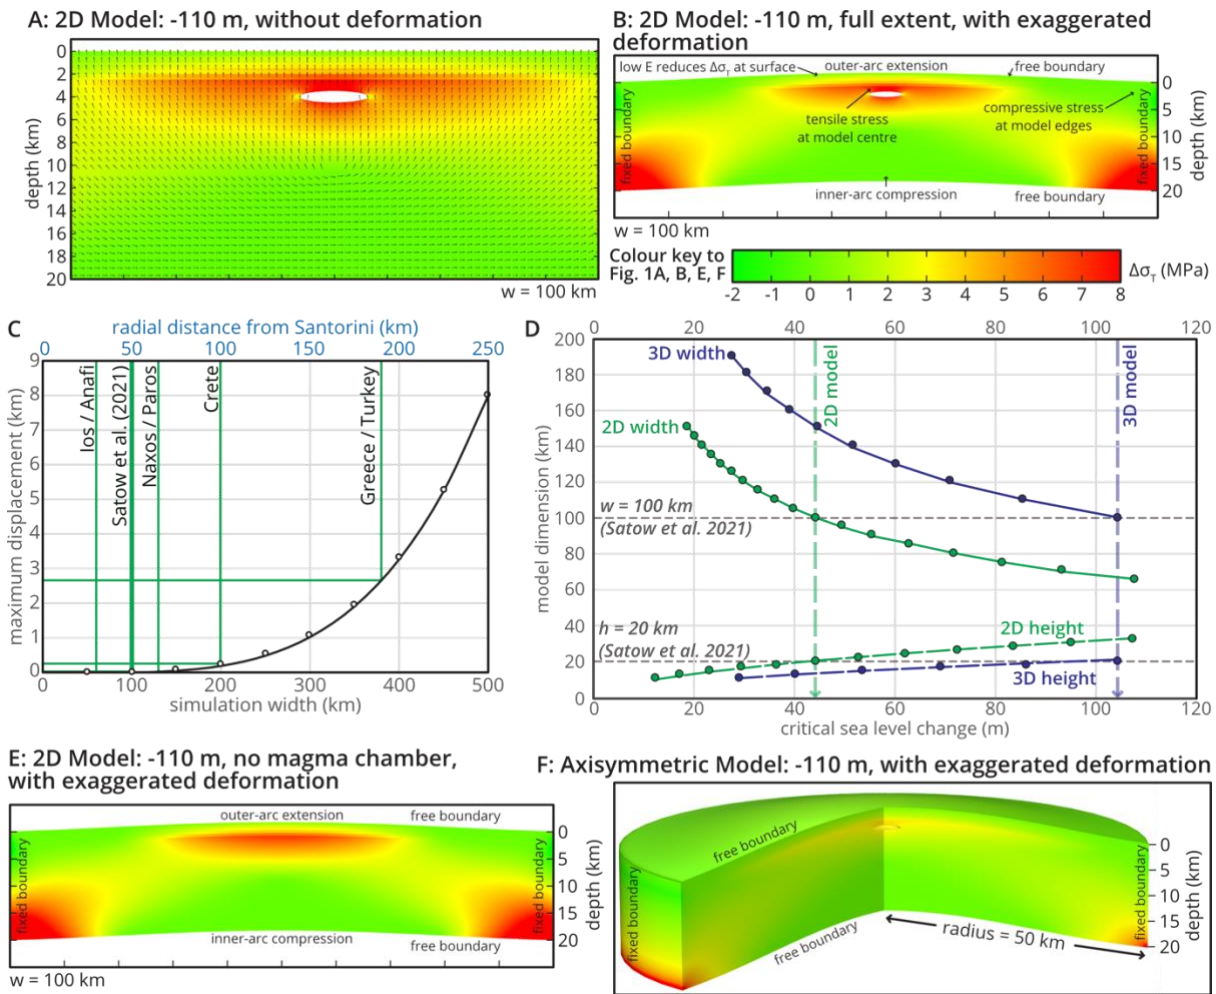 A: 2D Model: -110 m, without deformation
0
2
4
6
8
10
12
14
16
18
20
depth (km)
w = 100 km
B: 2D Model: -110 m, full extent, with exaggerated
deformation
low E reduces Δσ_T at surface
outer-arc extension
free boundary
fixed boundary
tensile stress
at model centre
compressive stress
at model edges
fixed boundary
inner-arc compression
free boundary
0
5
10
15
20
depth (km)
w = 100 km
Colour key to
Fig. 1A, B, E, F
-2 -1 0 1 2 3 4 5 6 7 8
Δσ_T (MPa)
C
radial distance from Santorini (km)
0 50 100 150 200 250
9
8
7
6
5
4
3
2
1
0
maximum displacement (km)
Ios / Anafi
Satow et al. (2021)
Naxos / Paros
Crete
Greece / Turkey
0 100 200 300 400 500
simulation width (km)
D
0 20 40 60 80 100 120
200
180
160
140
120
100
80
60
40
20
0
model dimension (km)
3D width
2D width
2D model
3D model
w = 100 km
(Satow et al. 2021)
h = 20 km
(Satow et al. 2021)
2D height
3D height
0 20 40 60 80 100 120
critical sea level change (m)
E: 2D Model: -110 m, no magma chamber,
with exaggerated deformation
outer-arc extension
free boundary
fixed boundary
fixed boundary
inner-arc compression
free boundary
0
5
10
15
20
depth (km)
w = 100 km
F: Axisymmetric Model: -110 m, with exaggerated deformation
free boundary
fixed boundary
free boundary
radius = 50 km
fixed boundary
0
5
10
15
20
depth (km)